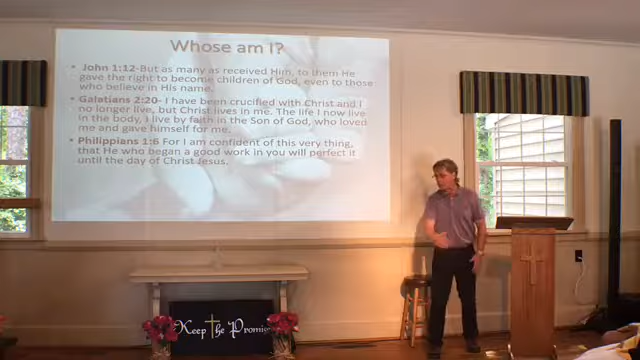 Whose am I?
• John 1:12-But as many as received Him, to them He
gave the right to become children of God, even to those
who believe in His name.
• Galatians 2:20- I have been crucified with Christ and I
no longer live, but Christ lives in me. The life I now live
in the body, I live by faith in the Son of God, who loved
me and gave himself for me.
• Philippians 1:6 For I am confident of this very thing,
that He who began a good work in you will perfect it
until the day of Christ Jesus.
Keep the Promise